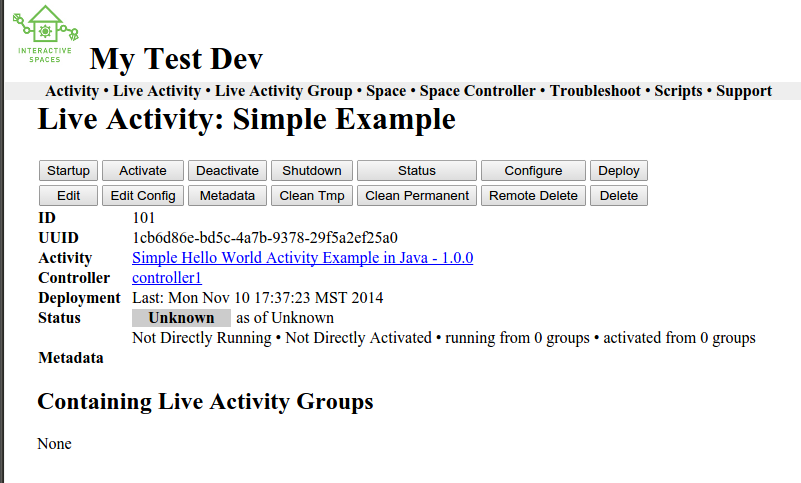 INTERACTIVE
SPACES
My Test Dev
Activity • Live Activity • Live Activity Group • Space • Space Controller • Troubleshoot • Scripts • Support
Live Activity: Simple Example
Startup Activate Deactivate Shutdown Status Configure Deploy
Edit Edit Config Metadata Clean Tmp Clean Permanent Remote Delete Delete
ID 101
UUID 1cb6d86e-bd5c-4a7b-9378-29f5a2ef25a0
Activity Simple Hello World Activity Example in Java - 1.0.0
Controller controller1
Deployment Last: Mon Nov 10 17:37:23 MST 2014
Status Unknown as of Unknown
Not Directly Running • Not Directly Activated • running from 0 groups • activated from 0 groups
Metadata
Containing Live Activity Groups
None